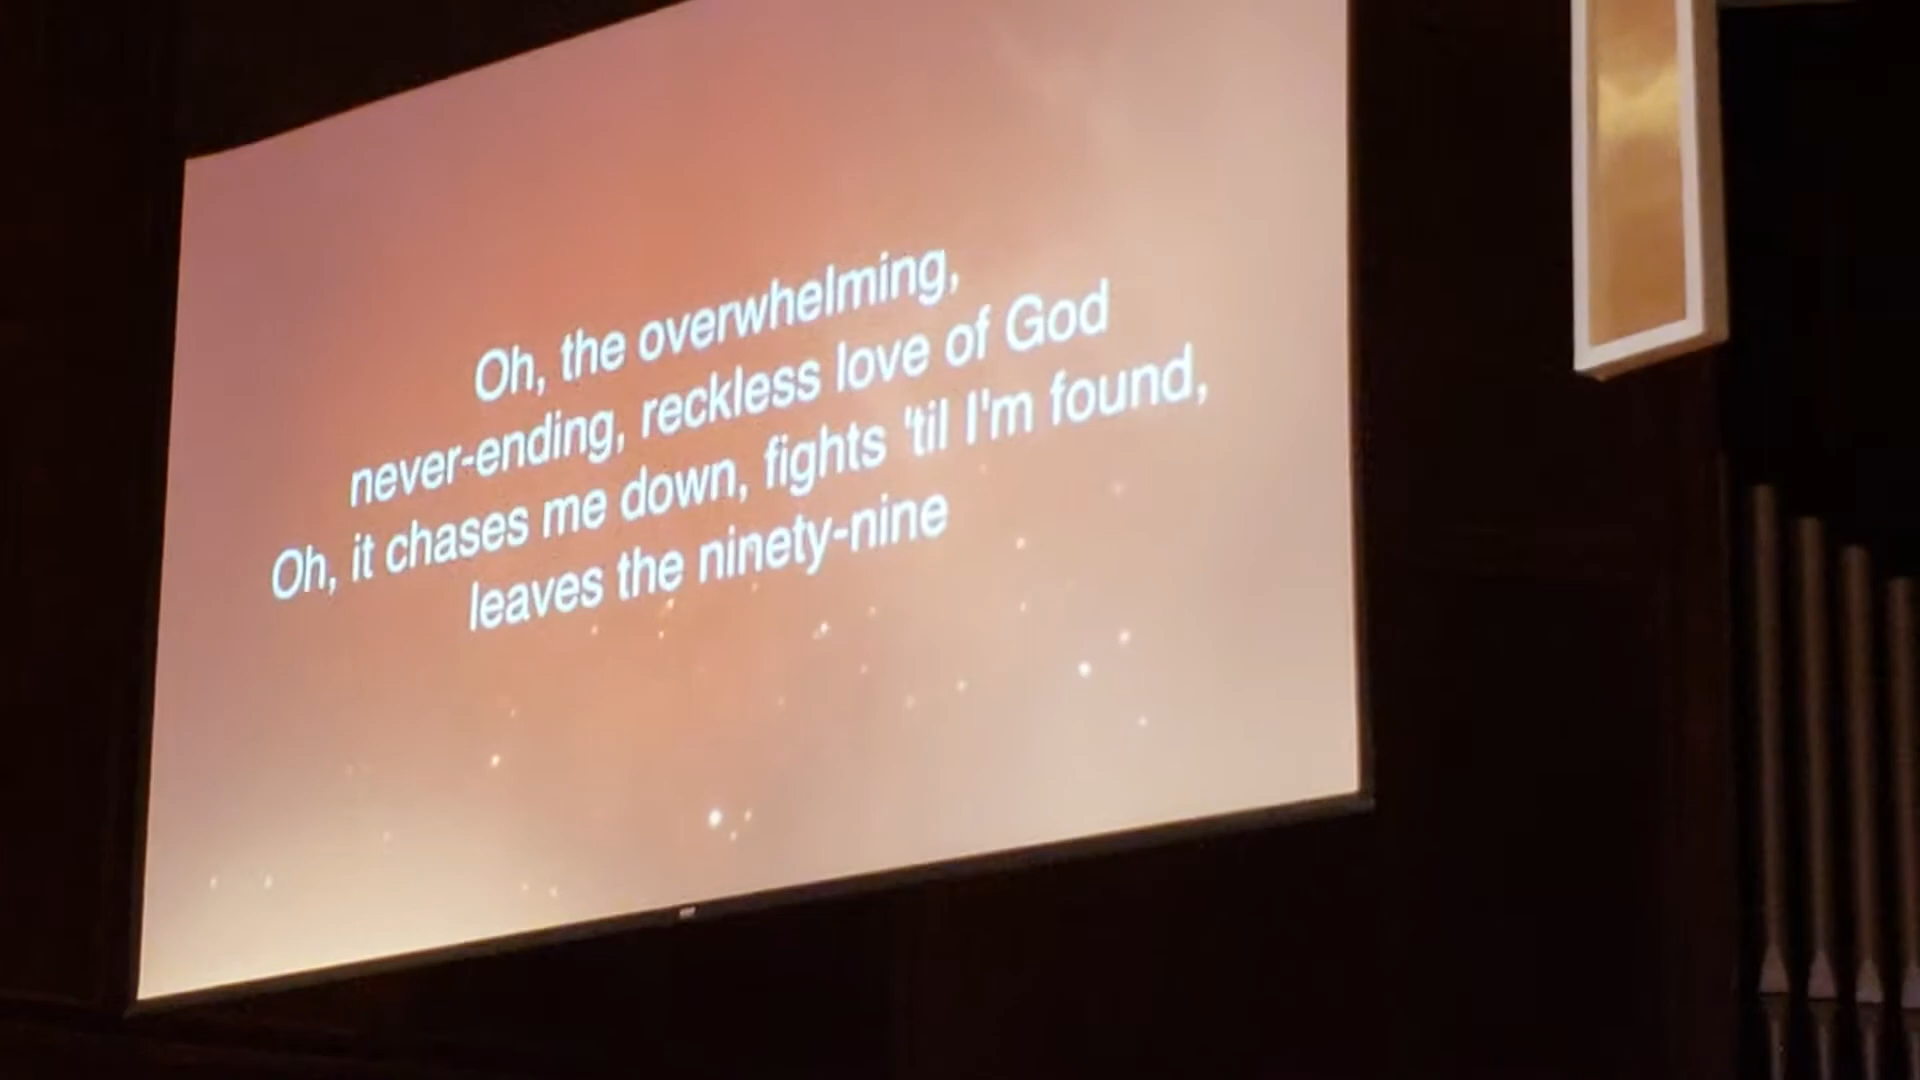 Oh, the overwhelming,
never-ending, reckless love of God
Oh, it chases me down, fights 'til I'm found,
leaves the ninety-nine